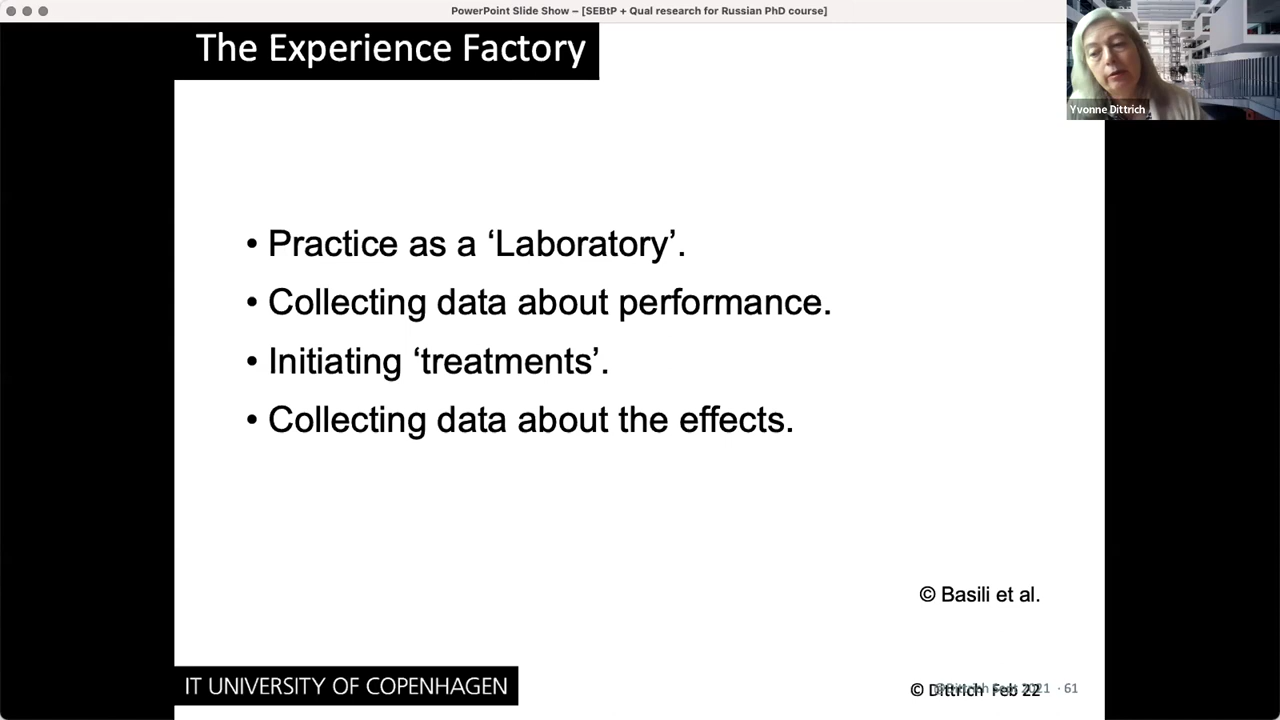 PowerPoint Slide Show – [SEBtP + Qual research for Russian PhD course]
The Experience Factory
Yvonne Dittrich
• Practice as a ‘Laboratory’.
• Collecting data about performance.
• Initiating ‘treatments’.
• Collecting data about the effects.
© Basili et al.
IT UNIVERSITY OF COPENHAGEN
© Dittrich Feb 22
2021 · 61